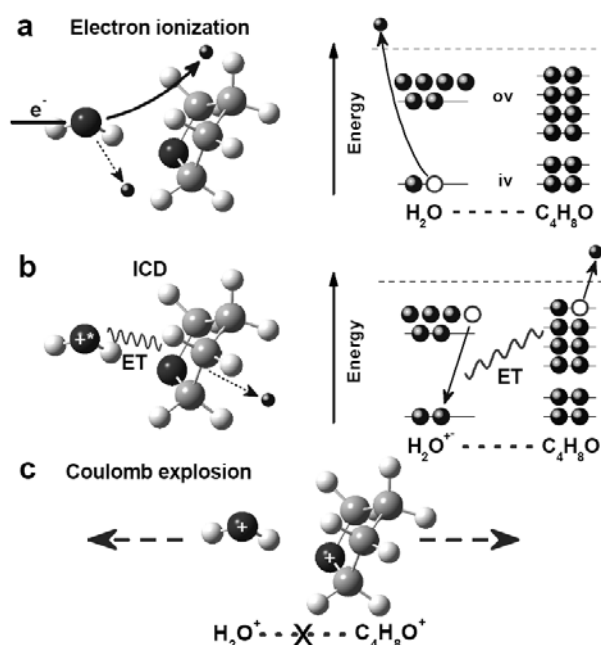 a Electron ionization
e⁻
Energy
ov
iv
H₂O C₄H₈O
b ICD
+*
ET
Energy
ET
H₂O⁺* C₄H₈O
c Coulomb explosion
+
+
H₂O⁺ X C₄H₈O⁺